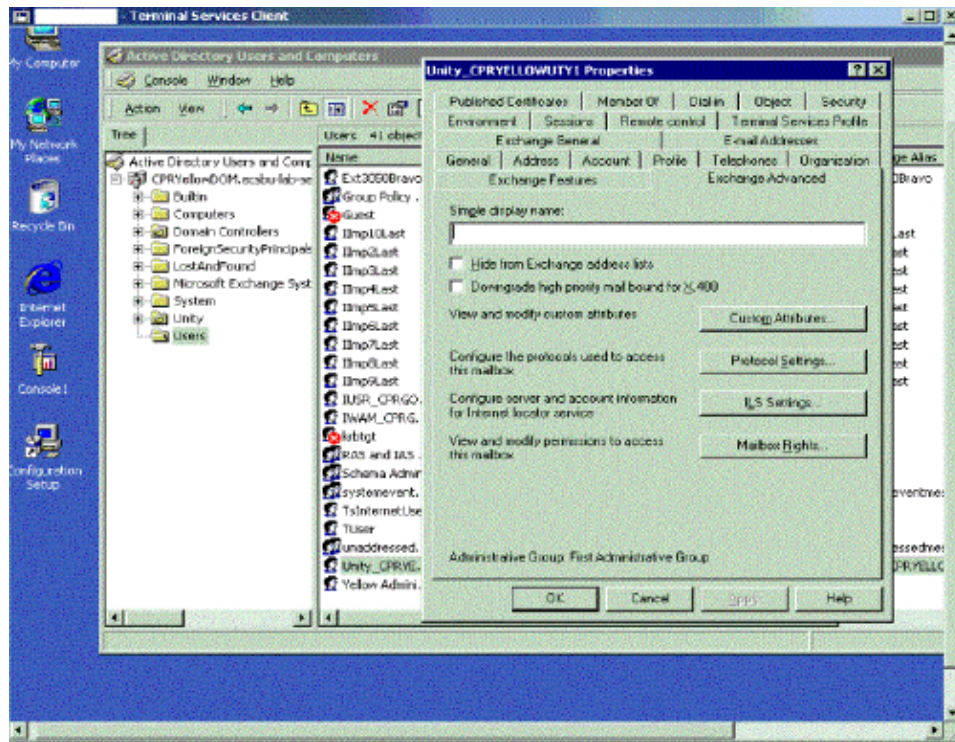 - Terminal Services Client
My Computer
My Network Places
Recycle Bin
Internet Explorer
Console1
Configuration Setup
Active Directory Users and Computers
Console Window Help
Action View
Tree
Active Directory Users and Comp
CPRYellowDOM.ecsbu-lab-se
Builtin
Computers
Domain Controllers
ForeignSecurityPrincipals
LostAndFound
Microsoft Exchange Syst
System
Unity
Users
Users 41 object
Name
Ext3050Bravo
Group Policy .
Guest
IImp10Last
IImp2Last
IImp3Last
IImp4Last
IImp5Last
IImp6Last
IImp7Last
IImp8Last
IImp9Last
IUSR_CPRGO.
IWAM_CPRG.
krbtgt
RAS and IAS .
Schema Admir
systemevent.
TsInternetUse
TUser
unaddressed.
Unity_CPRYE.
Yellow Admini.
Unity_CPRYELLOWUTY1 Properties
Published Certificates Member Of Dial-in Object Security
Environment Sessions Remote control Terminal Services Profile
Exchange General E-mail Addresses
General Address Account Profile Telephones Organization
Exchange Features Exchange Advanced
Simple display name:
Hide from Exchange address lists
Downgrade high priority mail bound for X.400
View and modify custom attributes
Custom Attributes...
Configure the protocols used to access this mailbox
Protocol Settings...
Configure server and account information for Internet locator service
ILS Settings...
View and modify permissions to access this mailbox
Mailbox Rights...
Administrative Group: First Administrative Group
OK Cancel Apply Help
ge Alias